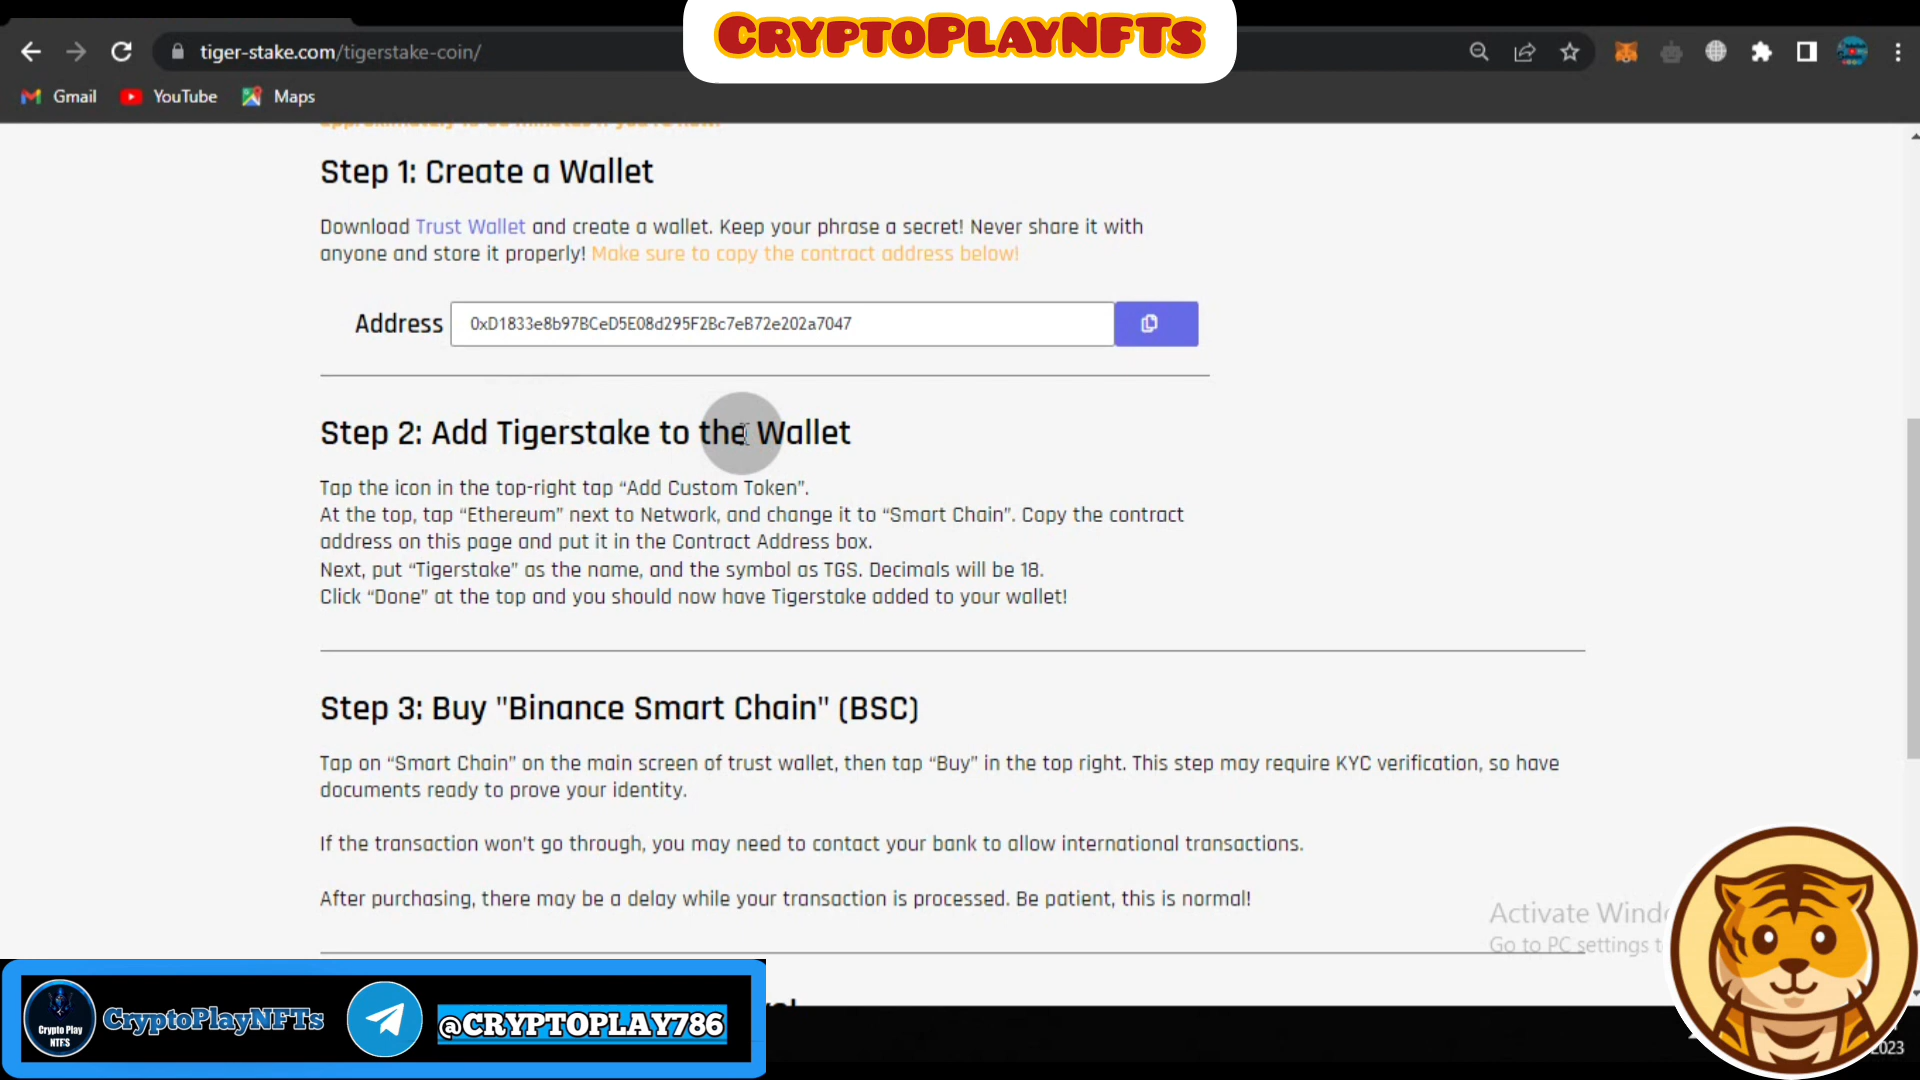 CRYPTOPLAYNFTS
tiger-stake.com/tigerstake-coin/
Gmail YouTube Maps
Step 1: Create a Wallet
Download Trust Wallet and create a wallet. Keep your phrase a secret! Never share it with
anyone and store it properly! Make sure to copy the contract address below!
Address 0xD1833e8b97BCeD5E08d295F2Bc7eB72e202a7047
Step 2: Add Tigerstake to the Wallet
Tap the icon in the top-right tap “Add Custom Token”.
At the top, tap “Ethereum” next to Network, and change it to “Smart Chain”. Copy the contract
address on this page and put it in the Contract Address box.
Next, put “Tigerstake” as the name, and the symbol as TGS. Decimals will be 18.
Click “Done” at the top and you should now have Tigerstake added to your wallet!
Step 3: Buy "Binance Smart Chain" (BSC)
Tap on “Smart Chain” on the main screen of trust wallet, then tap “Buy” in the top right. This step may require KYC verification, so have
documents ready to prove your identity.
If the transaction won’t go through, you may need to contact your bank to allow international transactions.
After purchasing, there may be a delay while your transaction is processed. Be patient, this is normal!
Activate Wind
Go to PC settings t
Crypto Play
NTF'S
CryptoPlayNFTs
@CRYPTOPLAY786
2023